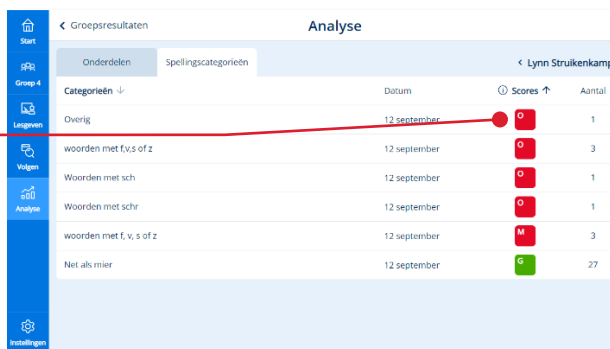 Start
Groep 4
Lesgeven
Volgen
Analyse
Instellingen
Groepsresultaten
Analyse
Onderdelen Spellingscategorieën
Lynn Struikenkamp
Categorieën Datum Scores Aantal
Overig 12 september O 1
woorden met f,v,s of z 12 september O 3
Woorden met sch 12 september O 1
Woorden met schr 12 september O 1
woorden met f, v, s of z 12 september M 3
Net als mier 12 september G 27